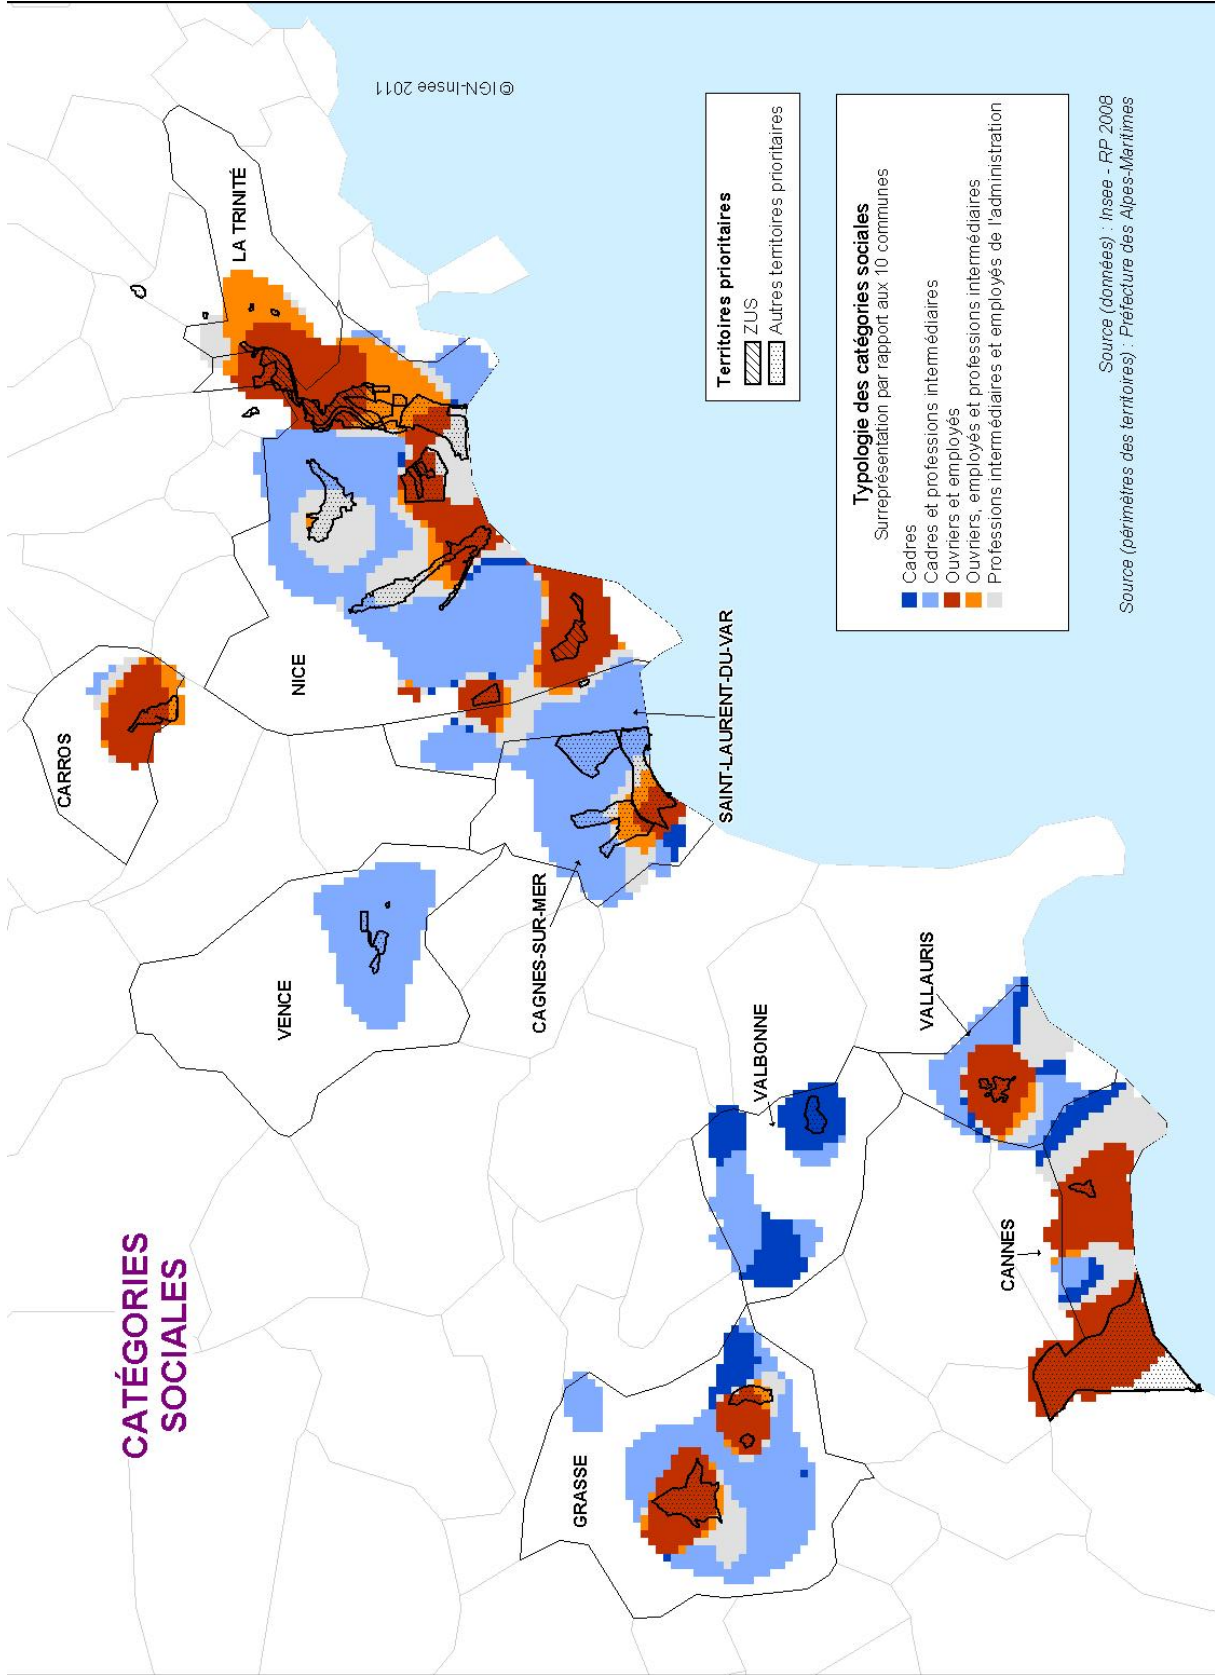 CATÉGORIES
SOCIALES
CARROS
LA TRINITÉ
NICE
VENCE
CAGNES-SUR-MER
SAINT-LAURENT-DU-VAR
GRASSE
VALBONNE
VALLAURIS
CANNES
©IGN-Insee 2011
Territoires prioritaires
ZUS
Autres territoires prioritaires
Typologie des catégories sociales
Surreprésentation par rapport aux 10 communes
Cadres
Cadres et professions intermédiaires
Ouvriers et employés
Ouvriers, employés et professions intermédiaires
Professions intermédiaires et employés de l'administration
Source (données) : Insee - RP 2008
Source (périmètres des territoires) : Préfecture des Alpes-Maritimes